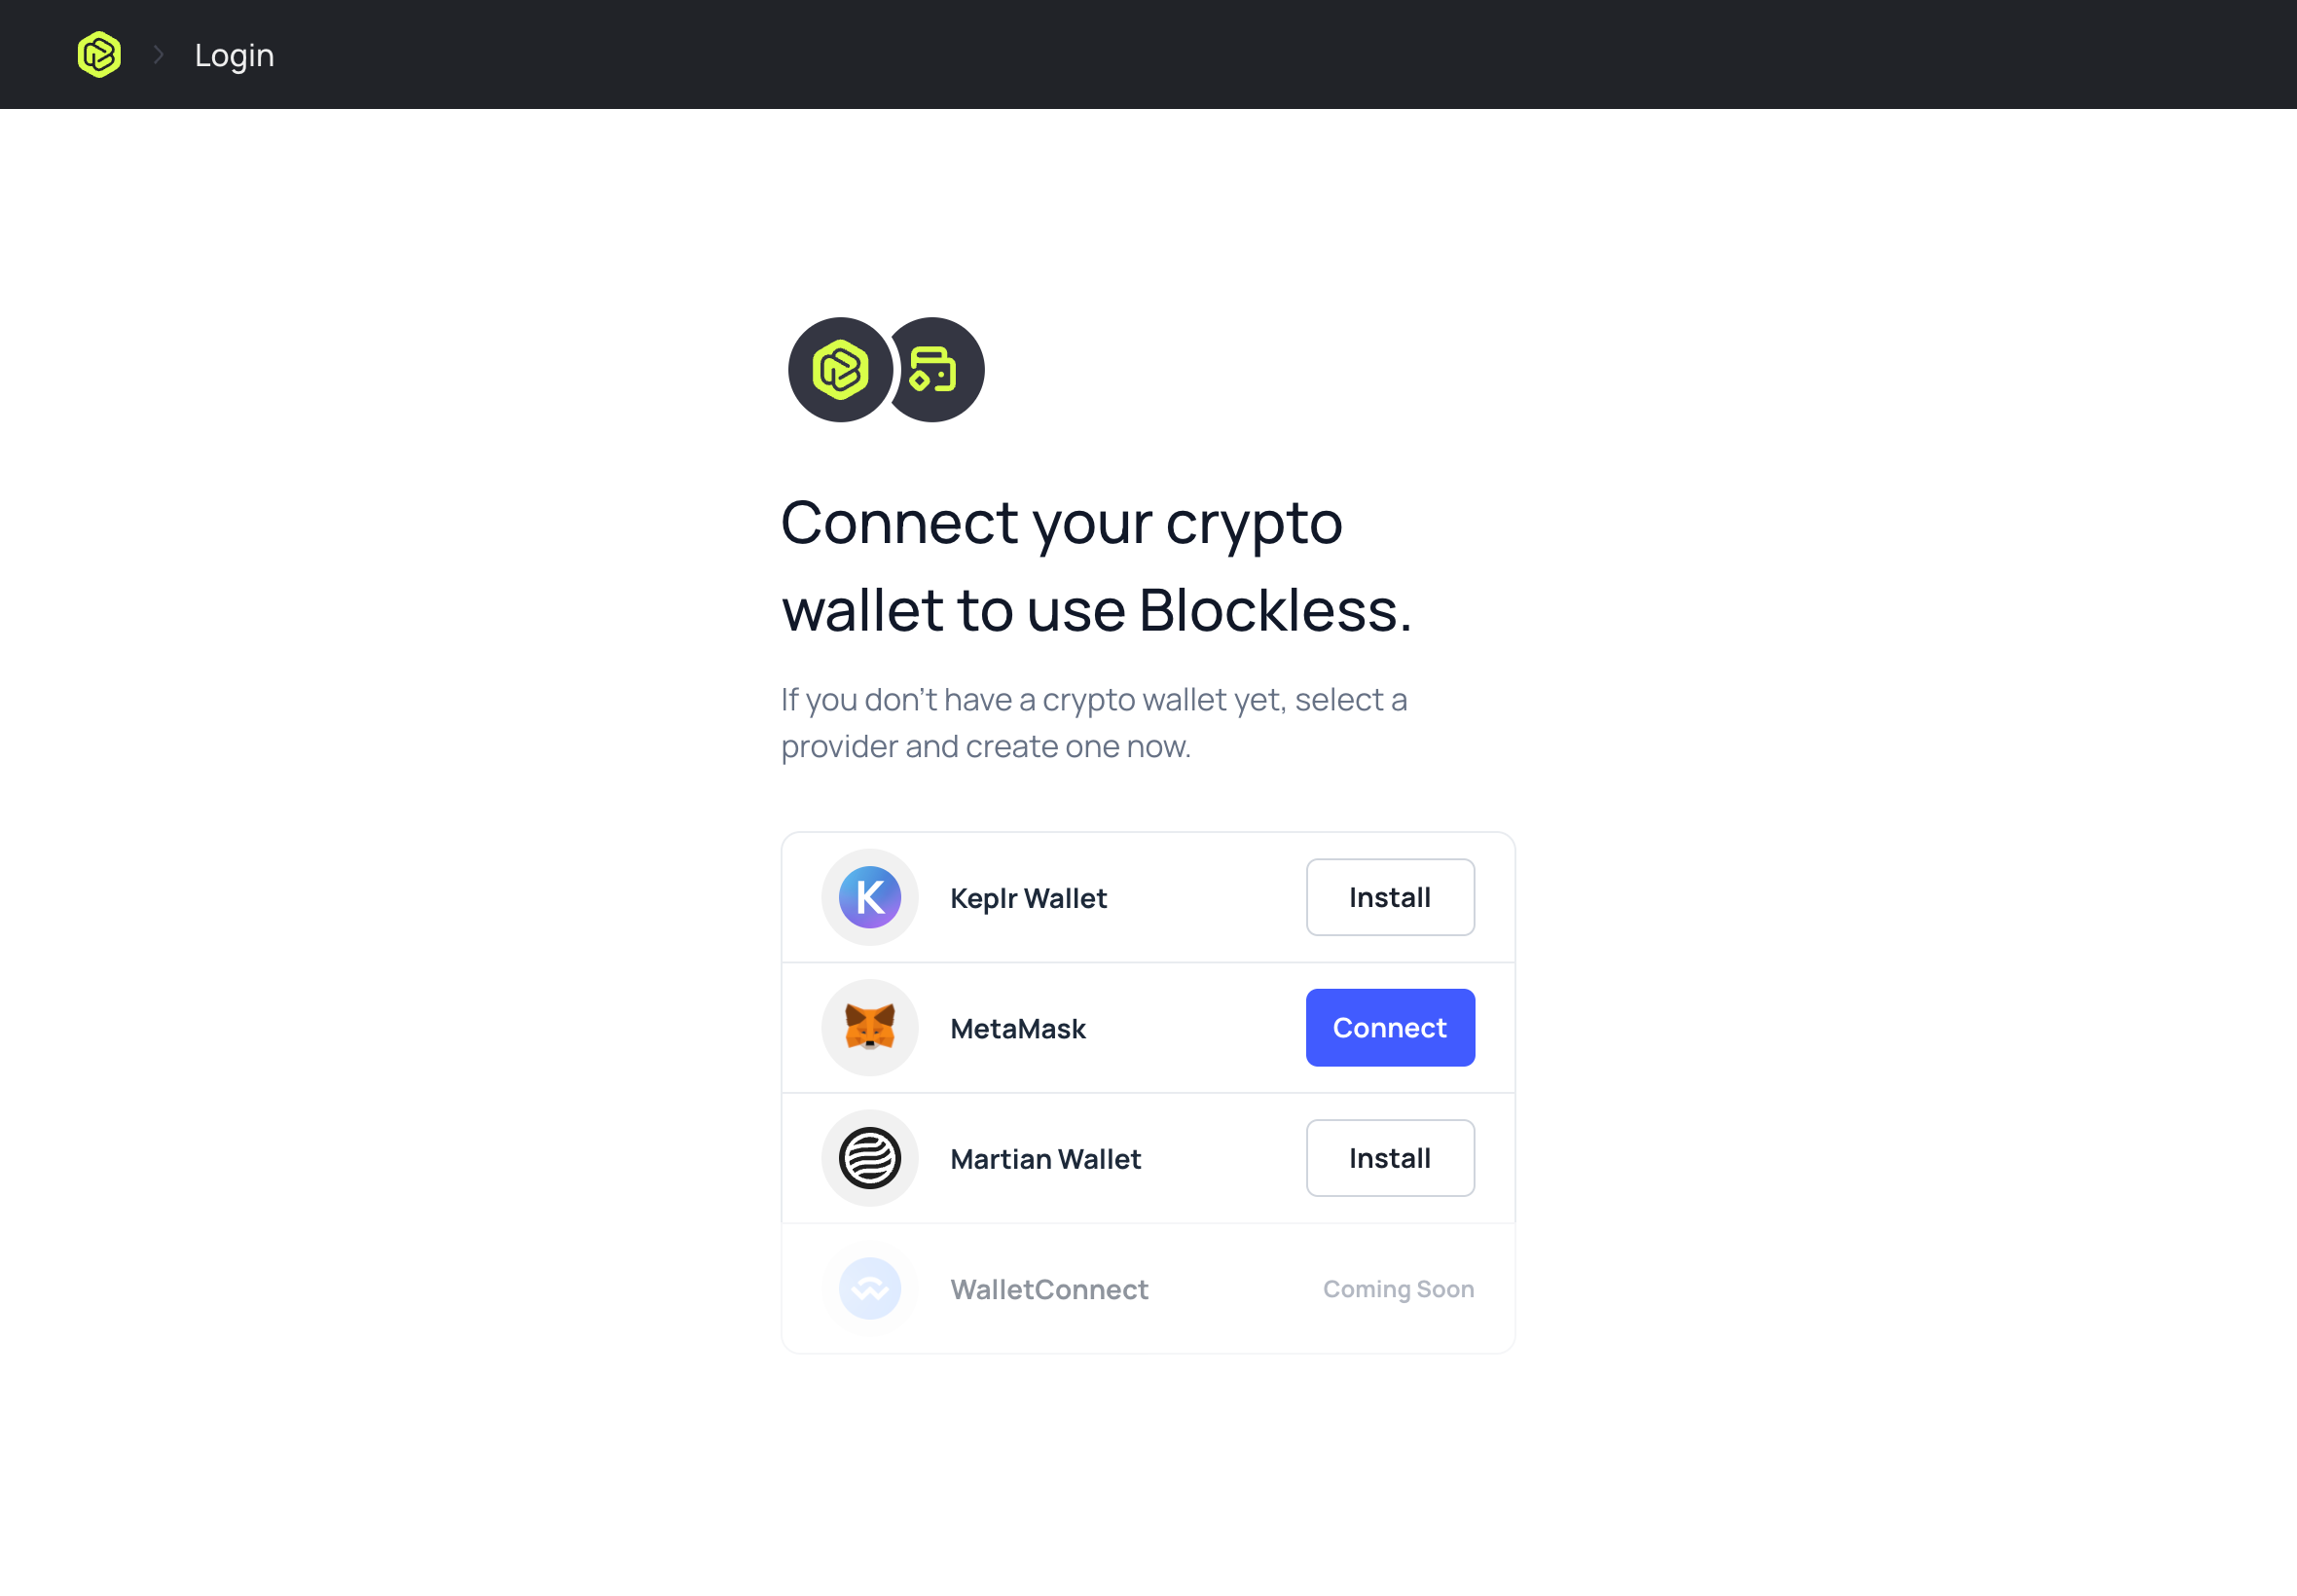 Login
Connect your crypto
wallet to use Blockless.
If you don’t have a crypto wallet yet, select a
provider and create one now.
Keplr Wallet
Install
MetaMask
Connect
Martian Wallet
Install
WalletConnect
Coming Soon